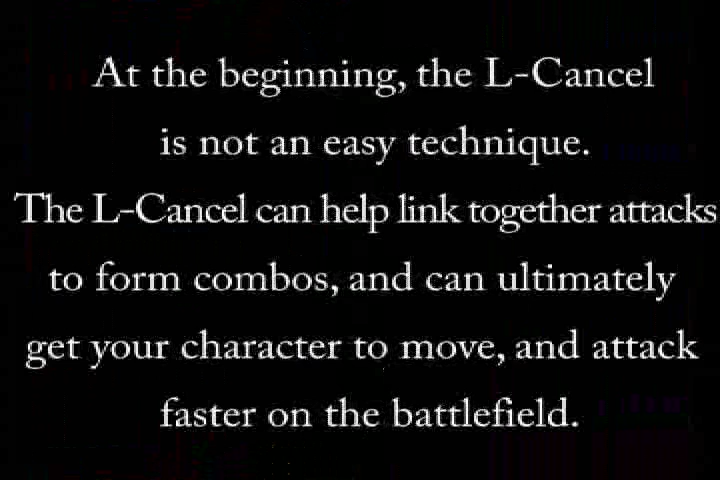 At the beginning, the L-Cancel
is not an easy technique.
The L-Cancel can help link together attacks
to form combos, and can ultimately
get your character to move, and attack
faster on the battlefield.